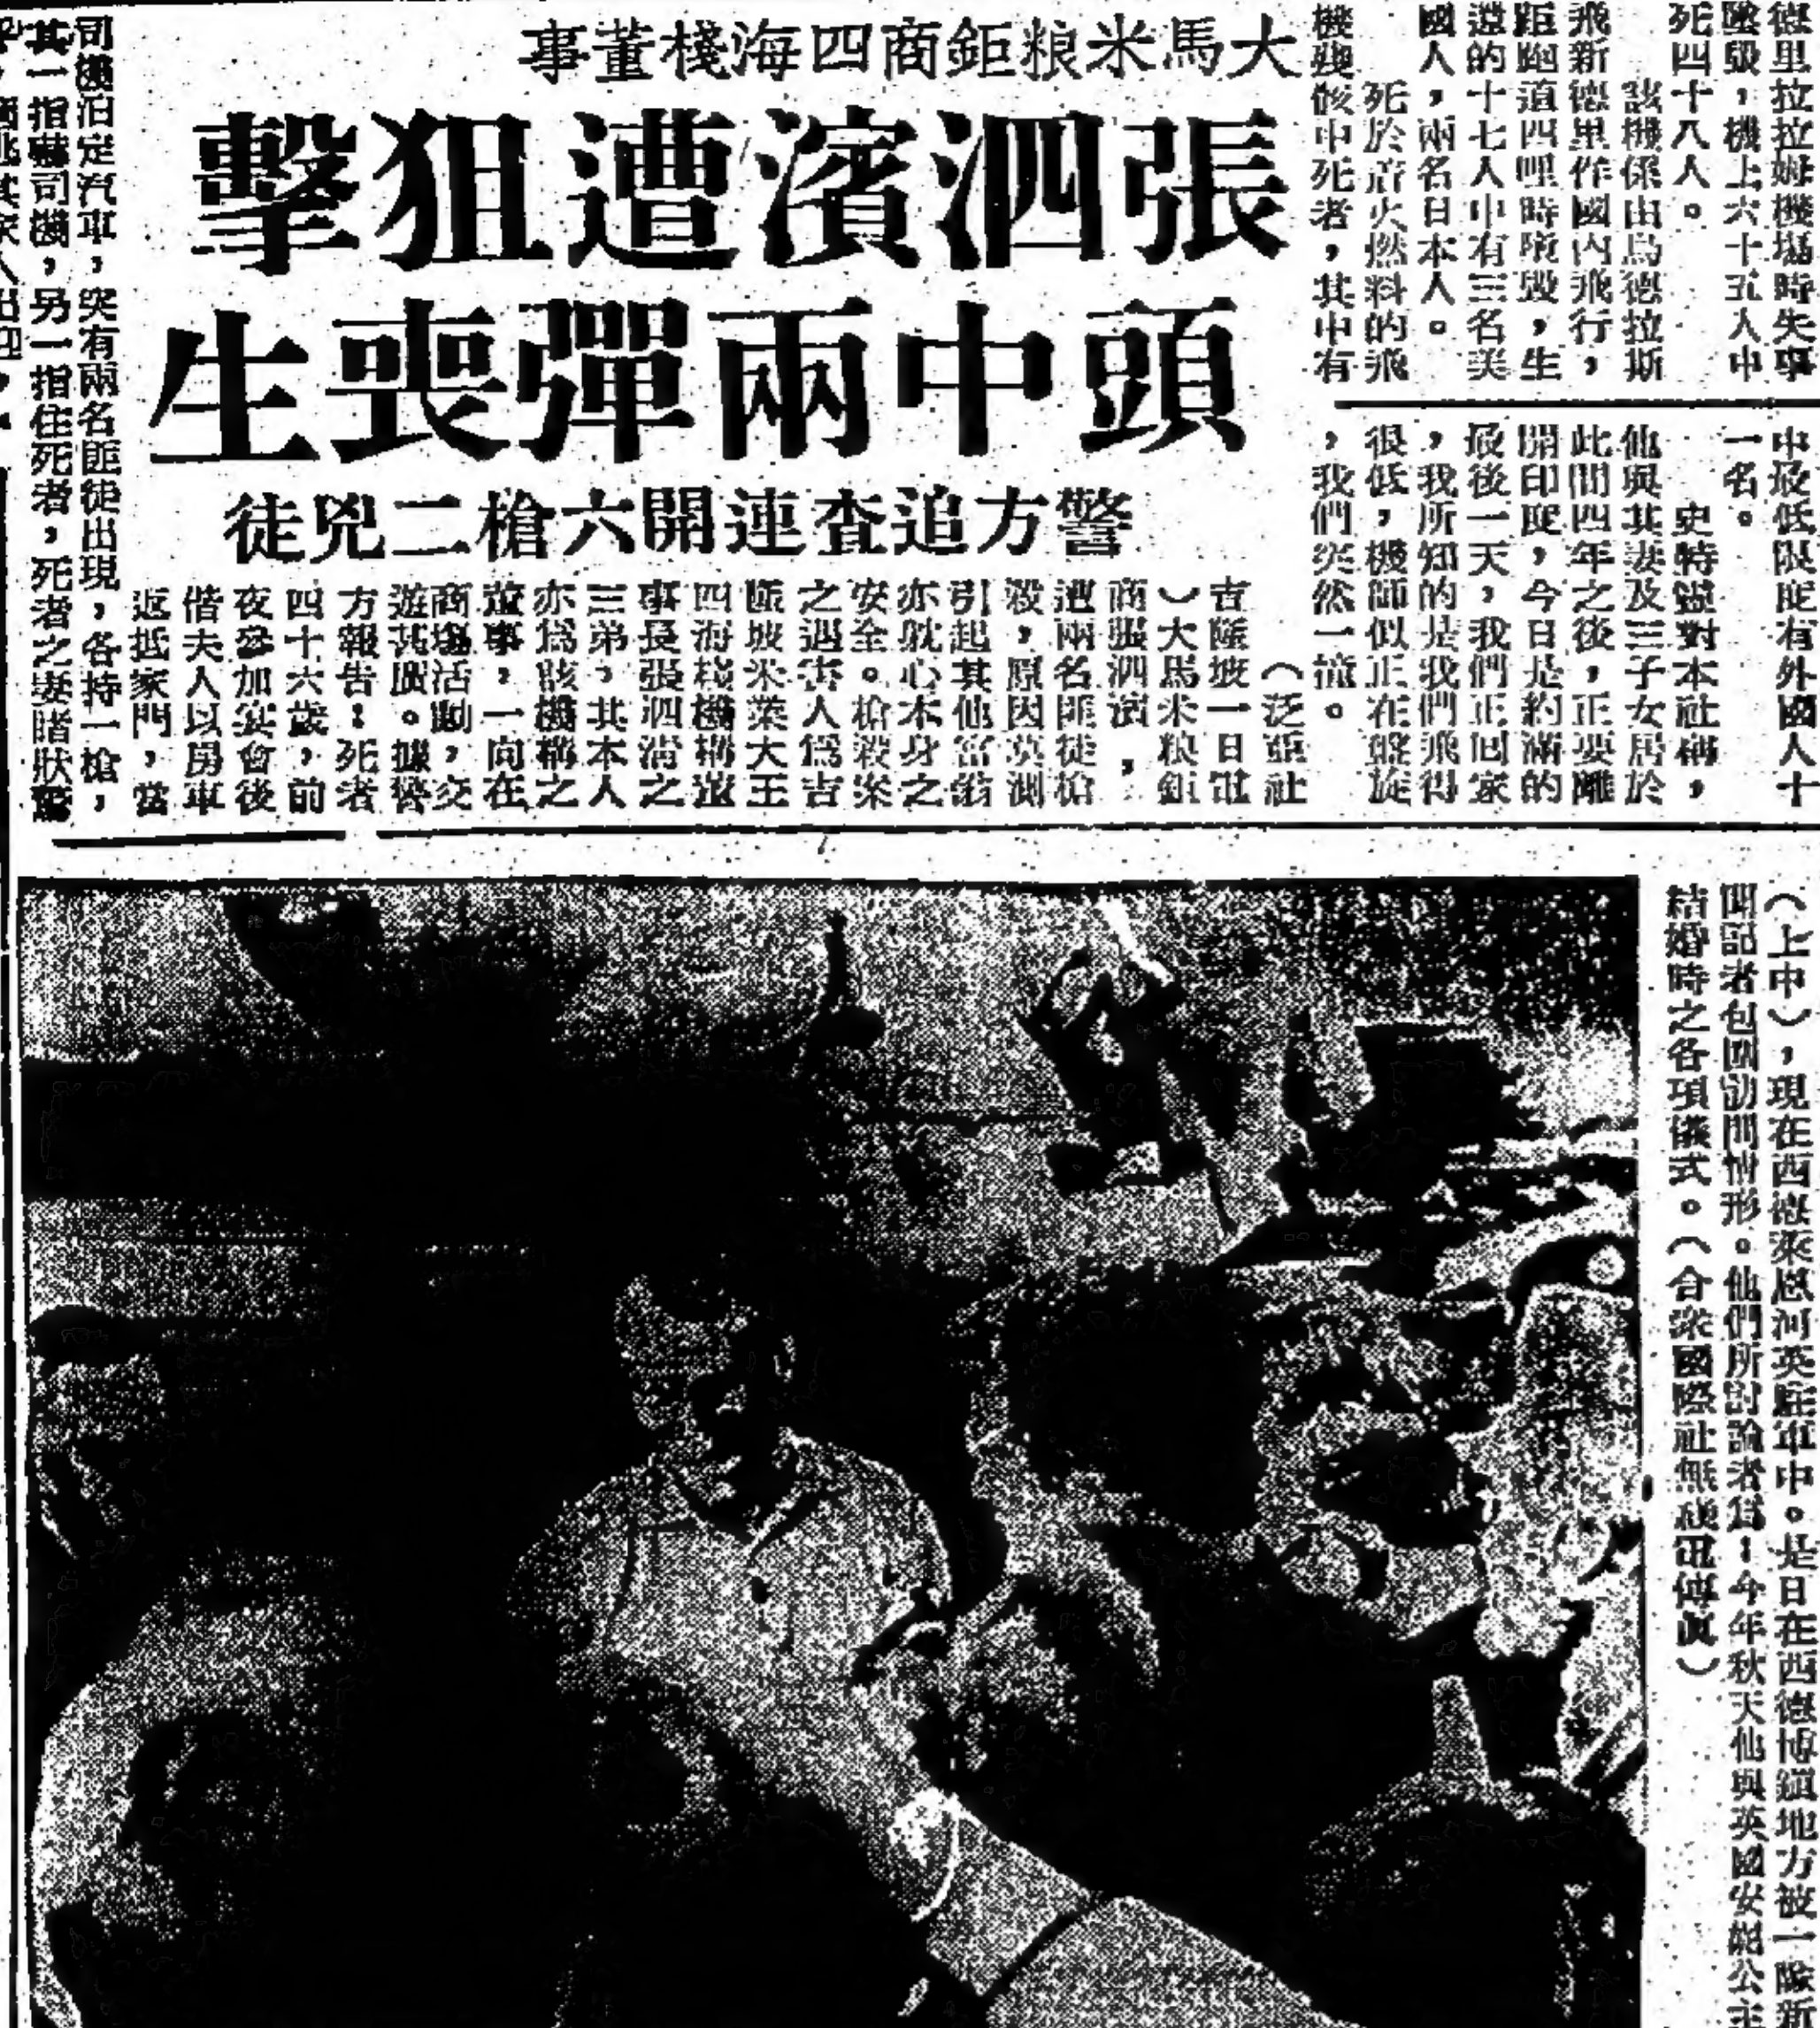 德里拉拉姆機場時失事
墜毀，機上六十五人中
死四十八人。
該機係由烏德拉斯
飛新德里作國內飛行，
距跑道四哩時墮毀，生
還的十七人中有三名美
國人，兩名日本人。
死於着火燃料的飛
機殘骸中死者，其中有
中最低限度有外國人十
一名。
史特靈對本社稱，
他與其妻及三子女居於
此間四年之後，正要離
開印度，今日是約滿的
最後一天，我們正回家
，我所知的是我們飛得
很低，機師似正在盤旋
，我們突然一撞。
大馬米粮鉅商四海棧董事
張泗濱遭狙擊
頭中兩彈喪生
警方追查連開六槍二兇徒
（泛亞社
吉隆坡一日電
）大馬米粮鉅
商張泗濱，
遭兩名匪徒槍
殺，原因莫測
引起其他富翁
亦躭心本身之
安全。槍殺案
之遇害人爲吉
隆坡米業大王
四海棧機構董
事長張泗清之
三弟，其本人
亦爲該機構之
董事，一向在
商場活動，交
遊甚廣。據警
方報告：死者
四十六歲，前
夜參加宴會後
偕夫人以房車
返抵家門，當
司機泊定汽車，突有兩名匪徒出現，各持一槍，
其一指嚇司機，另一指住死者，死者之妻睹狀驚
家人出迎，
（上中），現在西德萊恩河英屯軍中。是日在西德博鎮地方被一隊新
聞記者包圍訪問情形。他們所討論者爲：今年秋天他與英國安妮公主
結婚時之各項儀式。（合衆國際社無綫電傳眞）